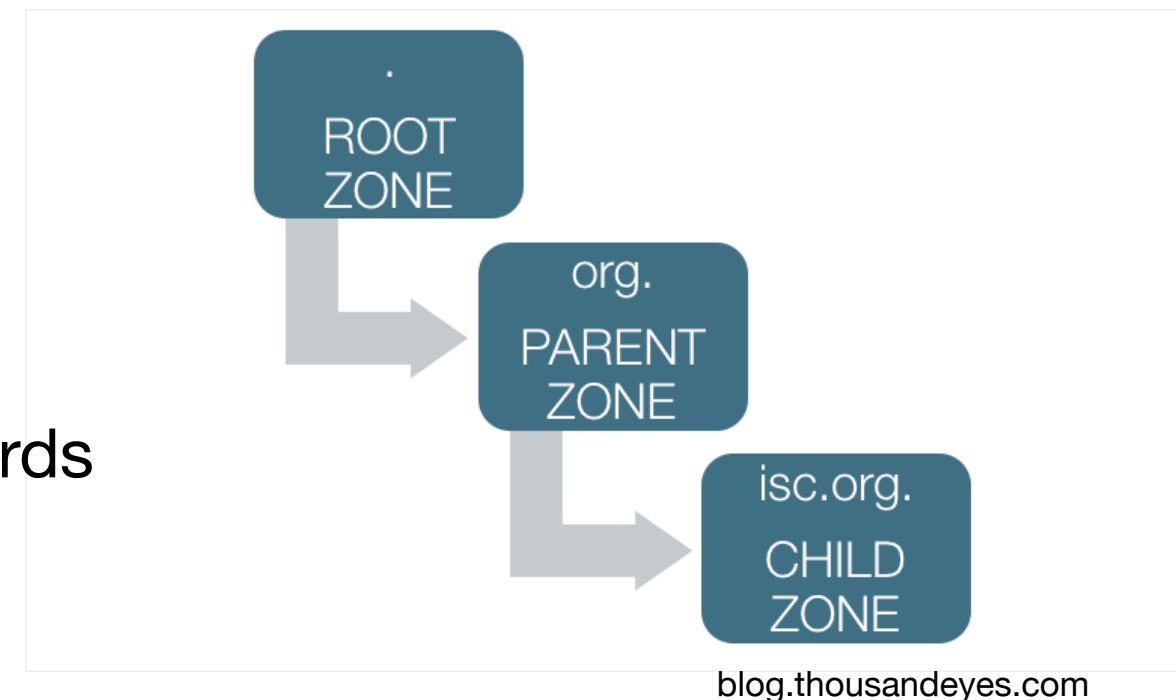 .
ROOT
ZONE
org.
PARENT
ZONE
rds
isc.org.
CHILD
ZONE
blog.thousandeyes.com